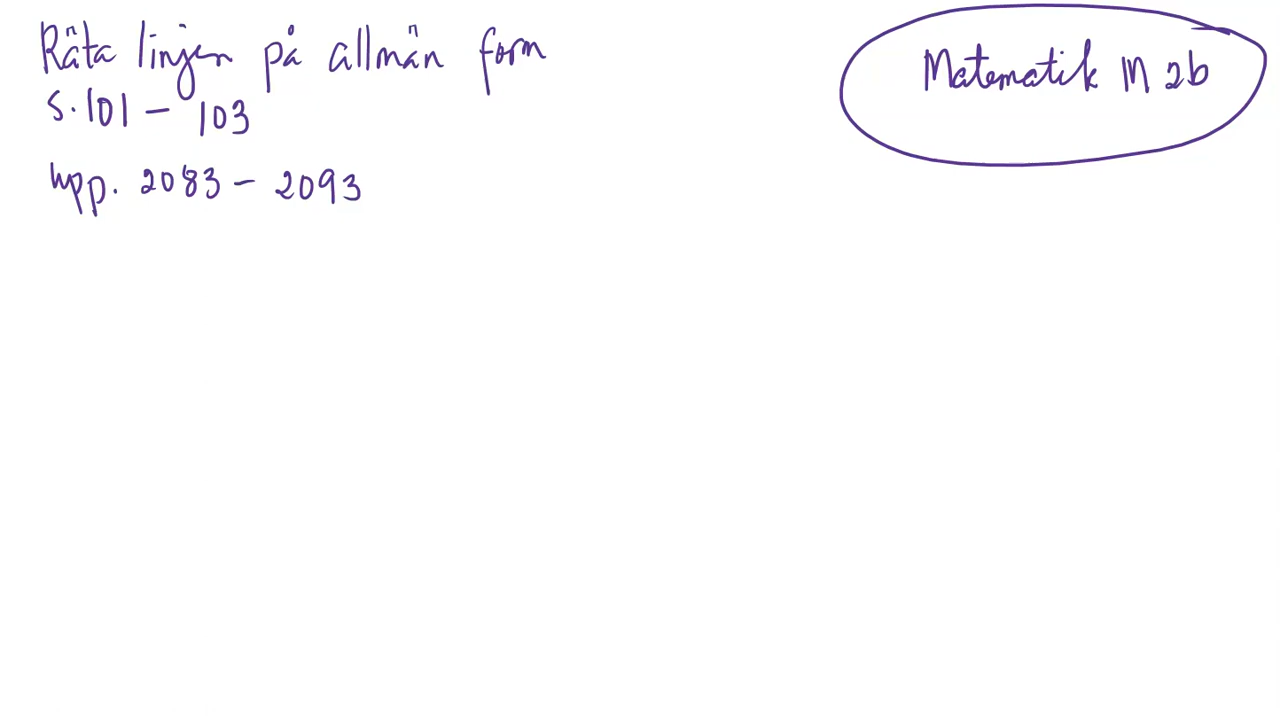 Räta linjen på allmän form
s. 101 - 103
upp. 2083 - 2093
Matematik M 2b